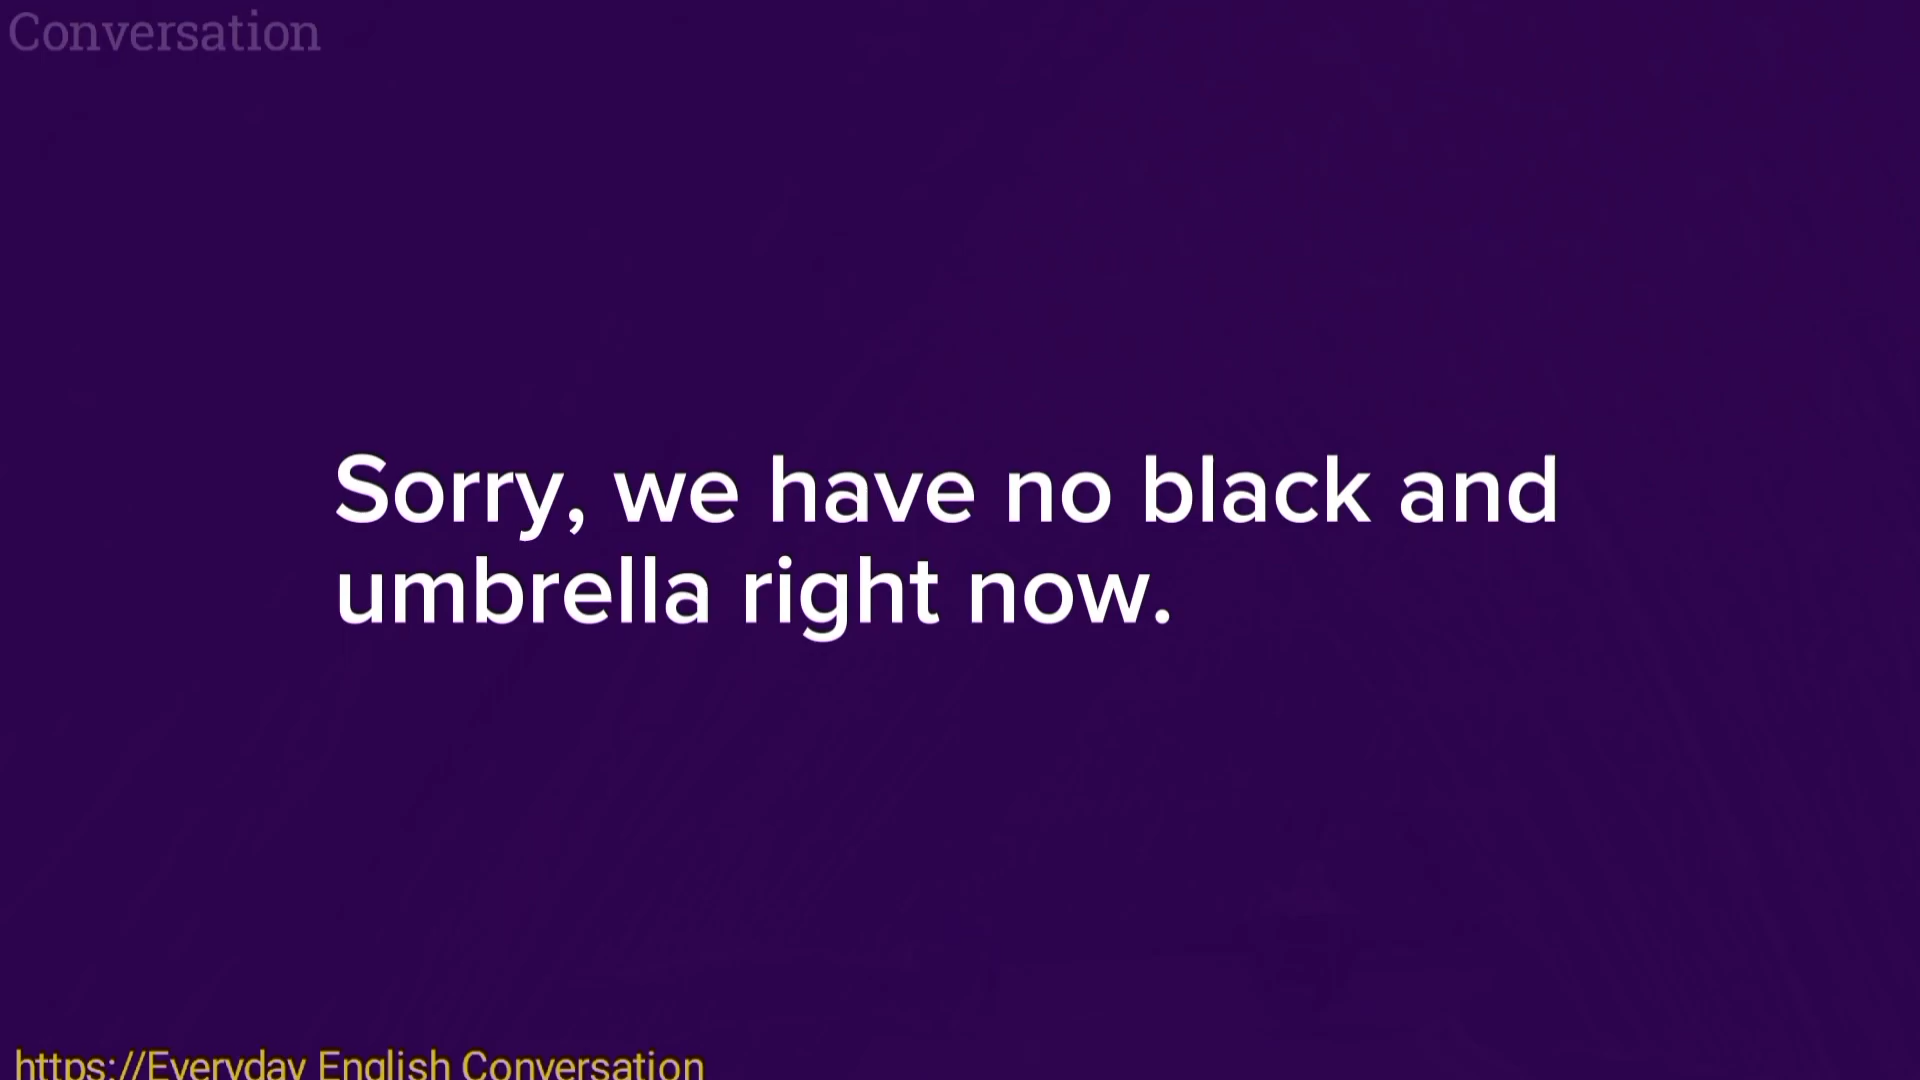 Conversation
Sorry, we have no black and
umbrella right now.
https://Everyday English Conversation